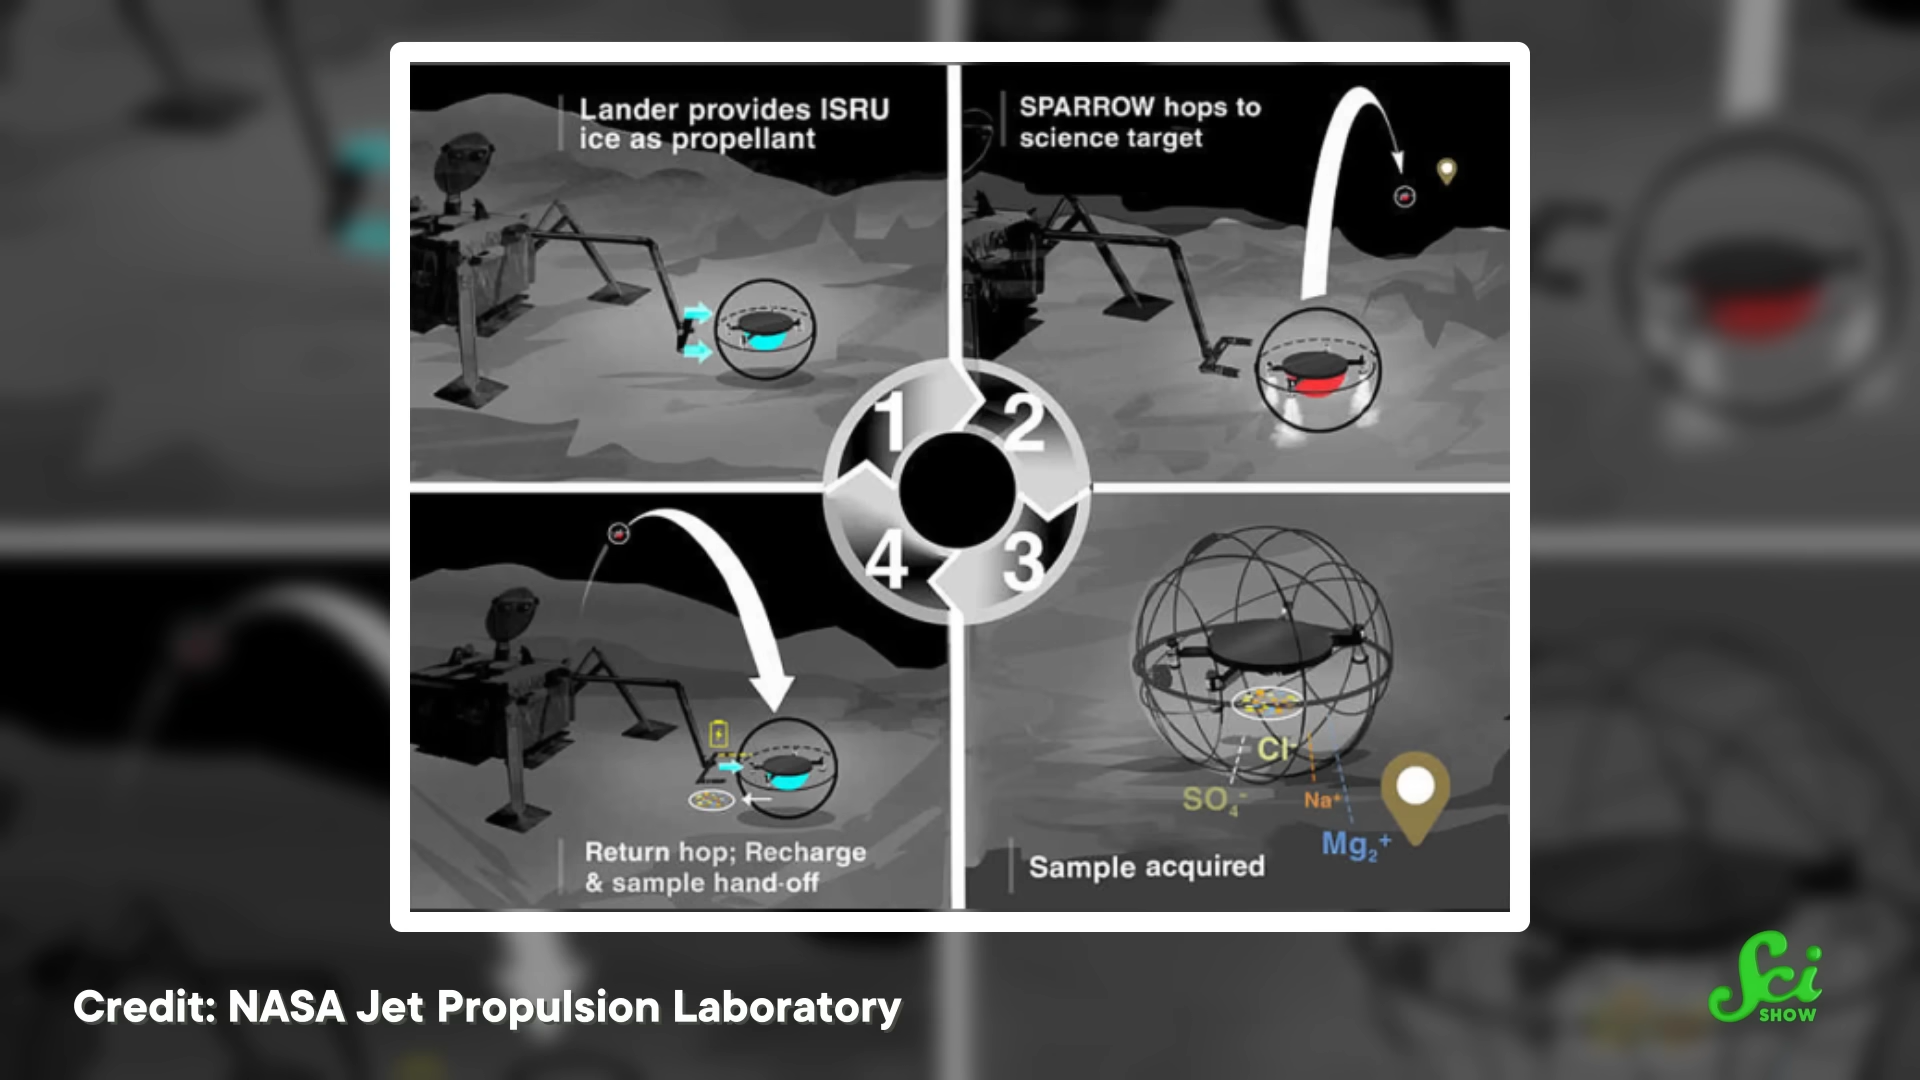 Lander provides ISRU
ice as propellant
SPARROW hops to
science target
1
2
3
4
Cl-
SO4-
Na+
Mg2+
Sample acquired
Return hop; Recharge
& sample hand-off
Credit: NASA Jet Propulsion Laboratory
Sci
SHOW